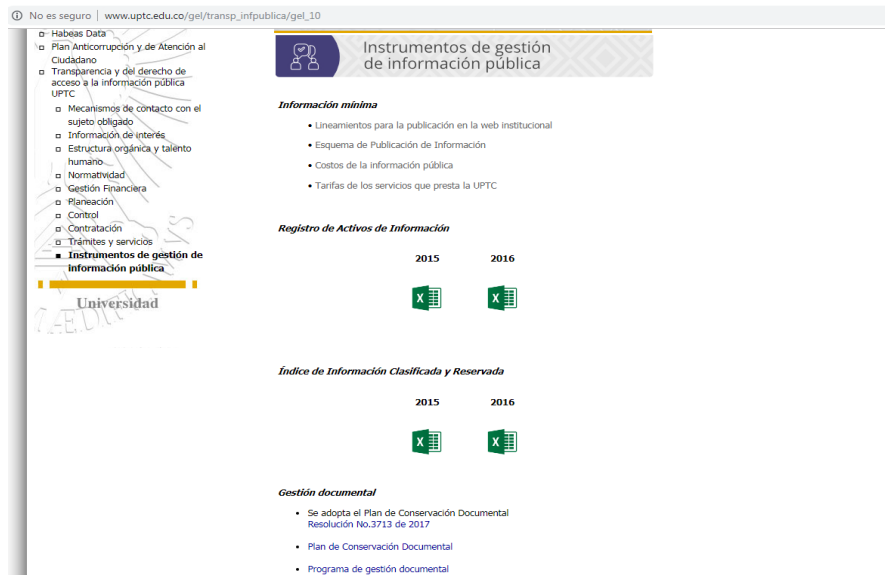 No es seguro | www.uptc.edu.co/gel/transp_infpublica/gel_10
Habeas Data
Plan Anticorrupción y de Atención al
Ciudadano
Transparencia y del derecho de
acceso a la información pública
UPTC
Mecanismos de contacto con el
sujeto obligado
Información de interés
Estructura orgánica y talento
humano
Normatividad
Gestión Financiera
Planeación
Control
Contratación
Trámites y servicios
Instrumentos de gestión de
información pública
Universidad
Instrumentos de gestión
de información pública
Información mínima
• Lineamientos para la publicación en la web institucional
• Esquema de Publicación de Información
• Costos de la información pública
• Tarifas de los servicios que presta la UPTC
Registro de Activos de Información
2015 2016
Índice de Información Clasificada y Reservada
2015 2016
Gestión documental
• Se adopta el Plan de Conservación Documental
Resolución No.3713 de 2017
• Plan de Conservación Documental
• Programa de gestión documental